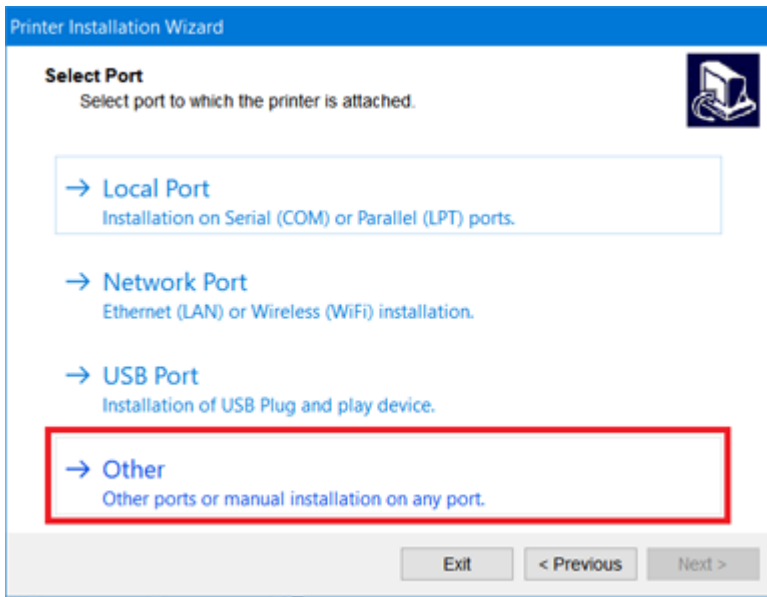 Printer Installation Wizard
Select Port
Select port to which the printer is attached.
Local Port
Installation on Serial (COM) or Parallel (LPT) ports.
Network Port
Ethernet (LAN) or Wireless (WiFi) installation.
USB Port
Installation of USB Plug and play device.
Other
Other ports or manual installation on any port.
Exit
< Previous
Next >